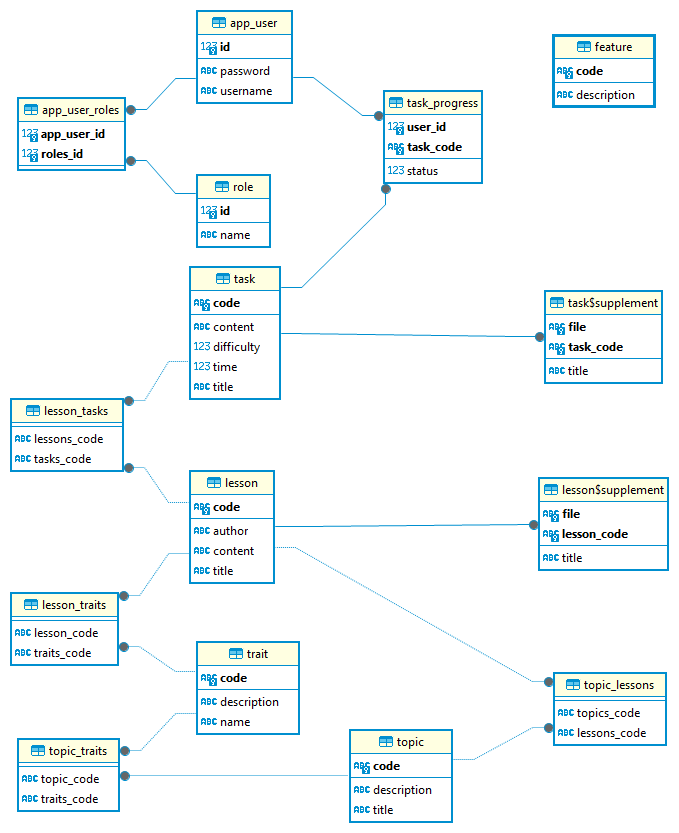 app_user
123 id
ABC password
ABC username
feature
ABC code
ABC description
app_user_roles
123 app_user_id
123 roles_id
task_progress
123 user_id
ABC task_code
123 status
role
123 id
ABC name
task
ABC code
ABC content
123 difficulty
123 time
ABC title
task$supplement
ABC file
ABC task_code
ABC title
lesson_tasks
ABC lessons_code
ABC tasks_code
lesson
ABC code
ABC author
ABC content
ABC title
lesson$supplement
ABC file
ABC lesson_code
ABC title
lesson_traits
ABC lesson_code
ABC traits_code
trait
ABC code
ABC description
ABC name
topic_lessons
ABC topics_code
ABC lessons_code
topic_traits
ABC topic_code
ABC traits_code
topic
ABC code
ABC description
ABC title